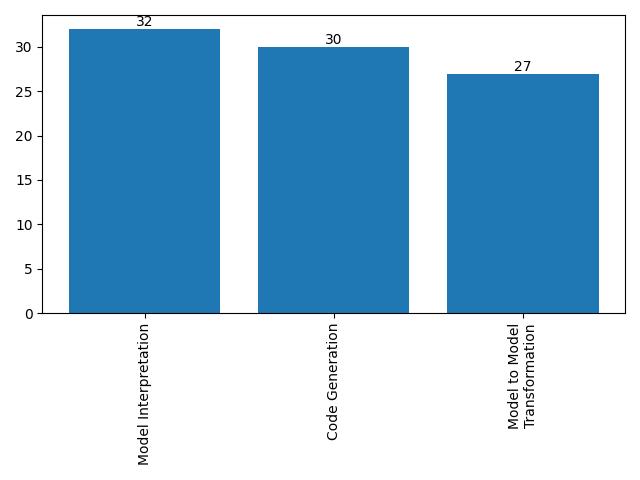 32
30
27
30
25
20
15
10
5
0
Model Interpretation
Code Generation
Model to Model
Transformation